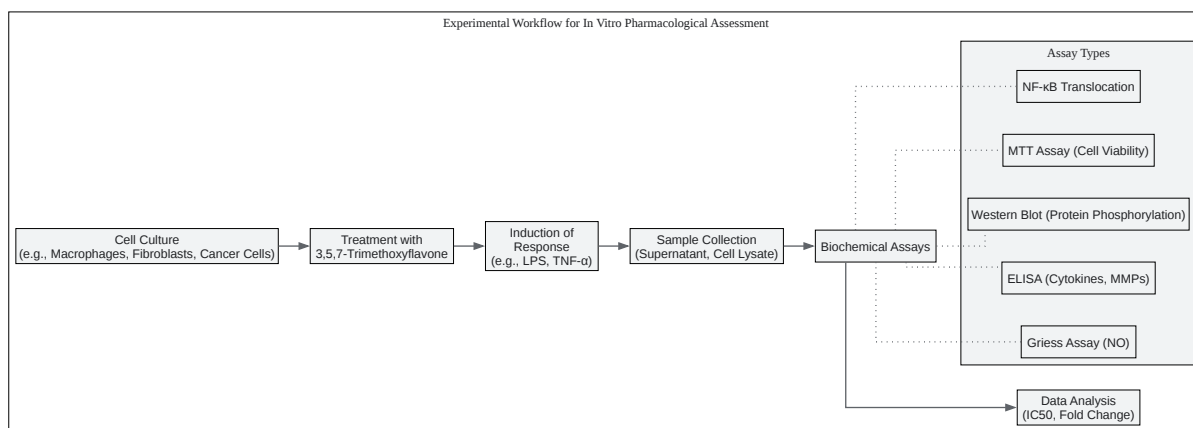 Experimental Workflow for In Vitro Pharmacological Assessment
Assay Types
NF-κB Translocation
MTT Assay (Cell Viability)
Western Blot (Protein Phosphorylation)
ELISA (Cytokines, MMPs)
Griess Assay (NO)
Cell Culture
(e.g., Macrophages, Fibroblasts, Cancer Cells)
Treatment with
3,5,7-Trimethoxyflavone
Induction of
Response
(e.g., LPS, TNF-α)
Sample Collection
(Supernatant, Cell Lysate)
Biochemical Assays
Data Analysis
(IC50, Fold Change)